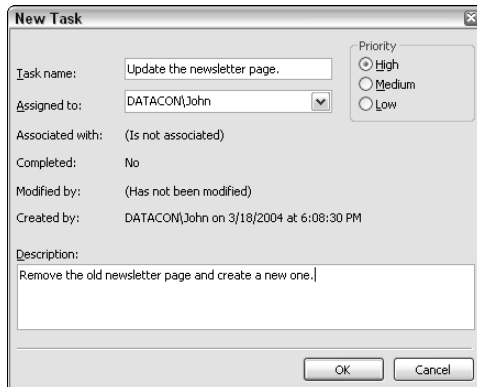 New Task
Task name: Update the newsletter page.
Assigned to: DATACON\John
Associated with: (Is not associated)
Completed: No
Modified by: (Has not been modified)
Created by: DATACON\John on 3/18/2004 at 6:08:30 PM
Priority
High
Medium
Low
Description:
Remove the old newsletter page and create a new one.
OK Cancel